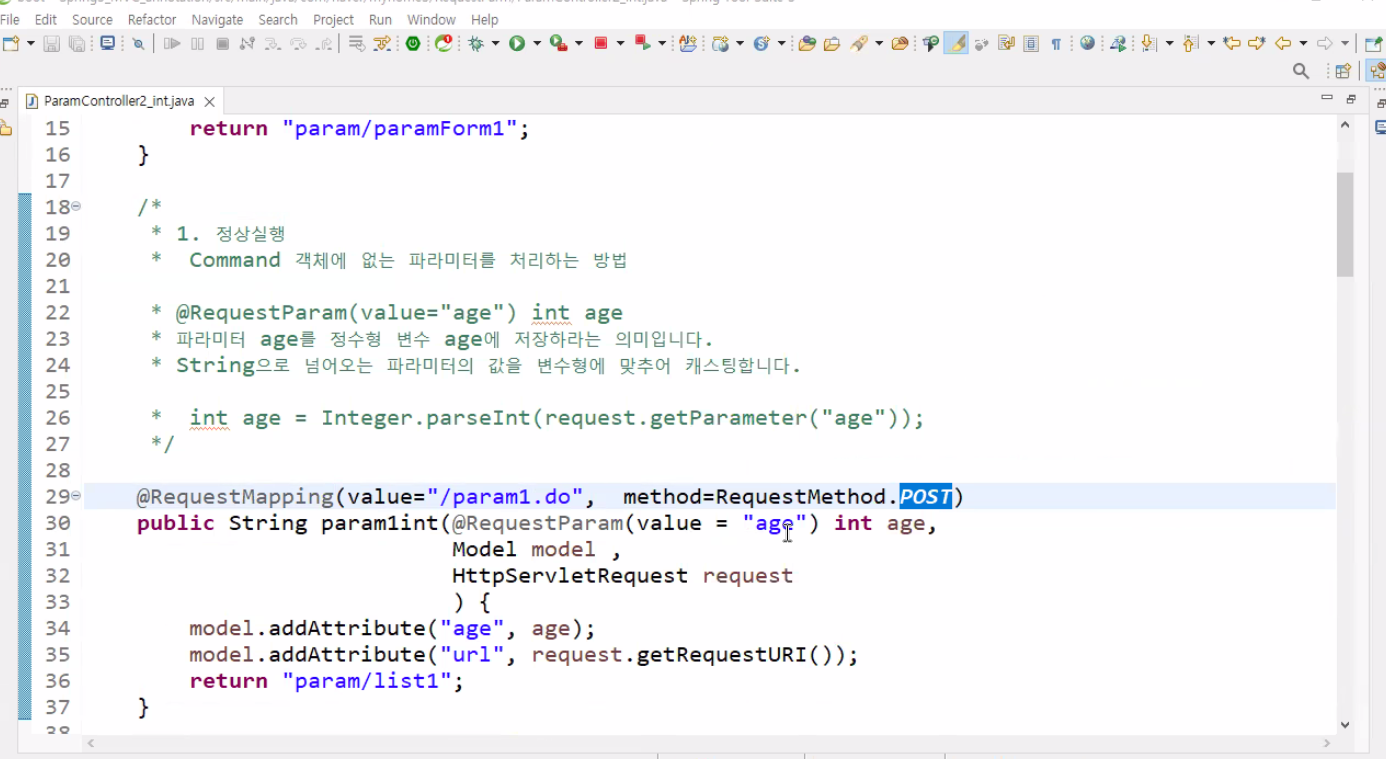 File Edit Source Refactor Navigate Search Project Run Window Help
ParamController2_int.java
15 return "param/paramForm1";
16 }
17
18 /*
19 * 1. 정상실행
20 * Command 객체에 없는 파라미터를 처리하는 방법
21
22 * @RequestParam(value="age") int age
23 * 파라미터 age를 정수형 변수 age에 저장하라는 의미입니다.
24 * String으로 넘어오는 파라미터의 값을 변수형에 맞추어 캐스팅합니다.
25
26 * int age = Integer.parseInt(request.getParameter("age"));
27 */
28
29 @RequestMapping(value="/param1.do", method=RequestMethod.POST)
30 public String param1int(@RequestParam(value = "age") int age,
31 Model model ,
32 HttpServletRequest request
33 ) {
34 model.addAttribute("age", age);
35 model.addAttribute("url", request.getRequestURI());
36 return "param/list1";
37 }
38